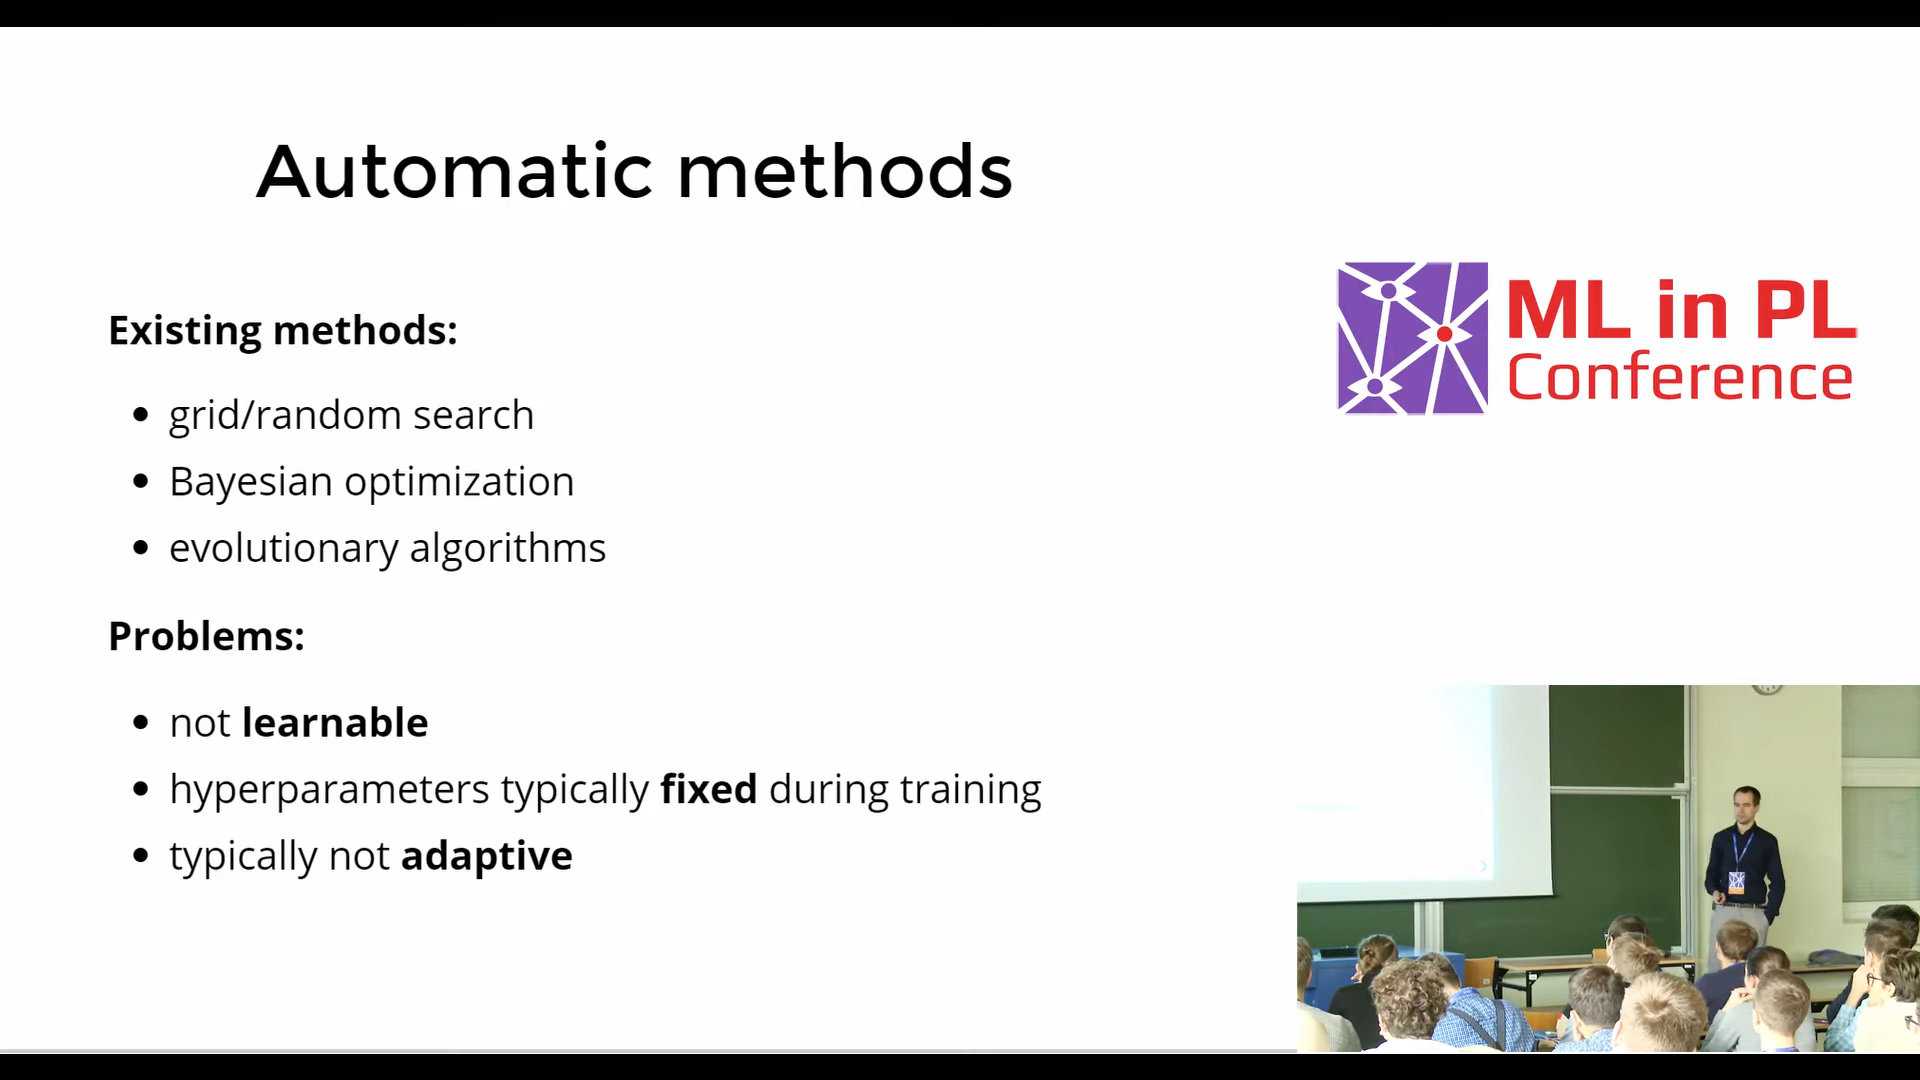 Automatic methods
Existing methods:
grid/random search
Bayesian optimization
evolutionary algorithms
Problems:
not learnable
hyperparameters typically fixed during training
typically not adaptive
ML in PL
Conference